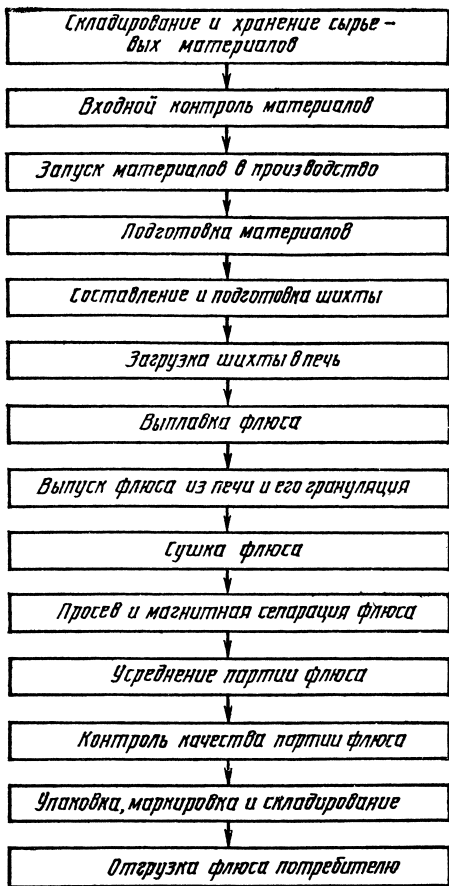 Складирование и хранение сырье-
вых материалов
Входной контроль материалов
Запуск материалов в производство
Подготовка материалов
Составление и подготовка шихты
Загрузка шихты в печь
Выплавка флюса
Выпуск флюса из печи и его грануляция
Сушка флюса
Просев и магнитная сепарация флюса
Усреднение партии флюса
Контроль качества партии флюса
Упаковка, маркировка и складирование
Отгрузка флюса потребителю